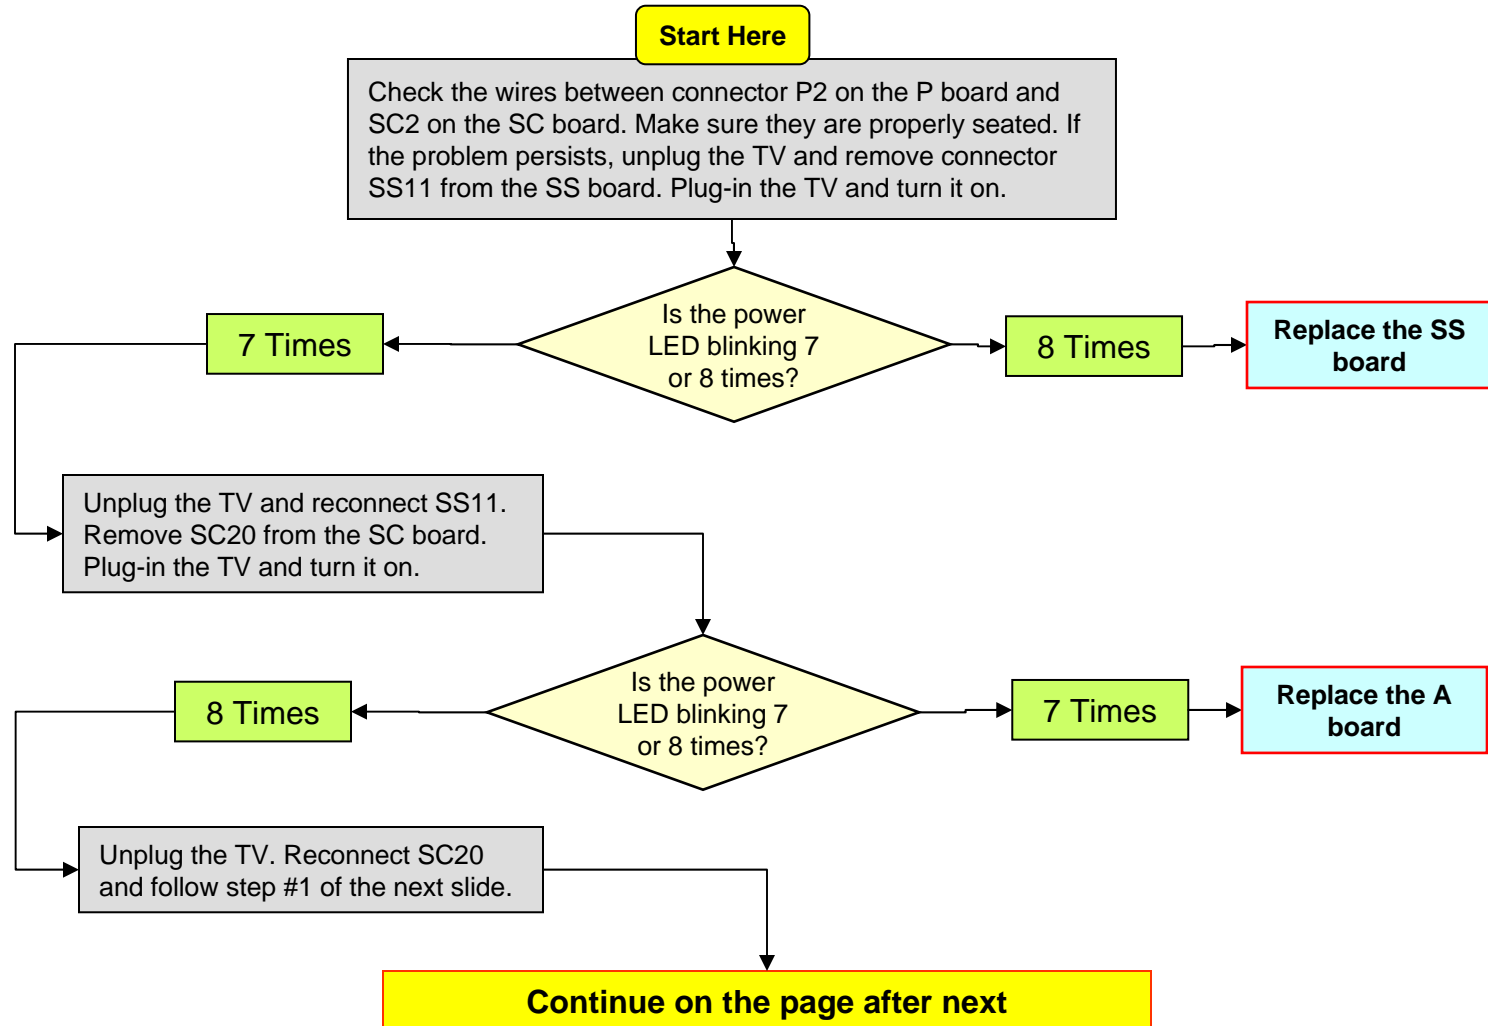 Start Here
Check the wires between connector P2 on the P board and
SC2 on the SC board. Make sure they are properly seated. If
the problem persists, unplug the TV and remove connector
SS11 from the SS board. Plug-in the TV and turn it on.
Is the power
LED blinking 7
or 8 times?
7 Times
8 Times
Replace the SS
board
Unplug the TV and reconnect SS11.
Remove SC20 from the SC board.
Plug-in the TV and turn it on.
Is the power
LED blinking 7
or 8 times?
8 Times
7 Times
Replace the A
board
Unplug the TV. Reconnect SC20
and follow step #1 of the next slide.
Continue on the page after next